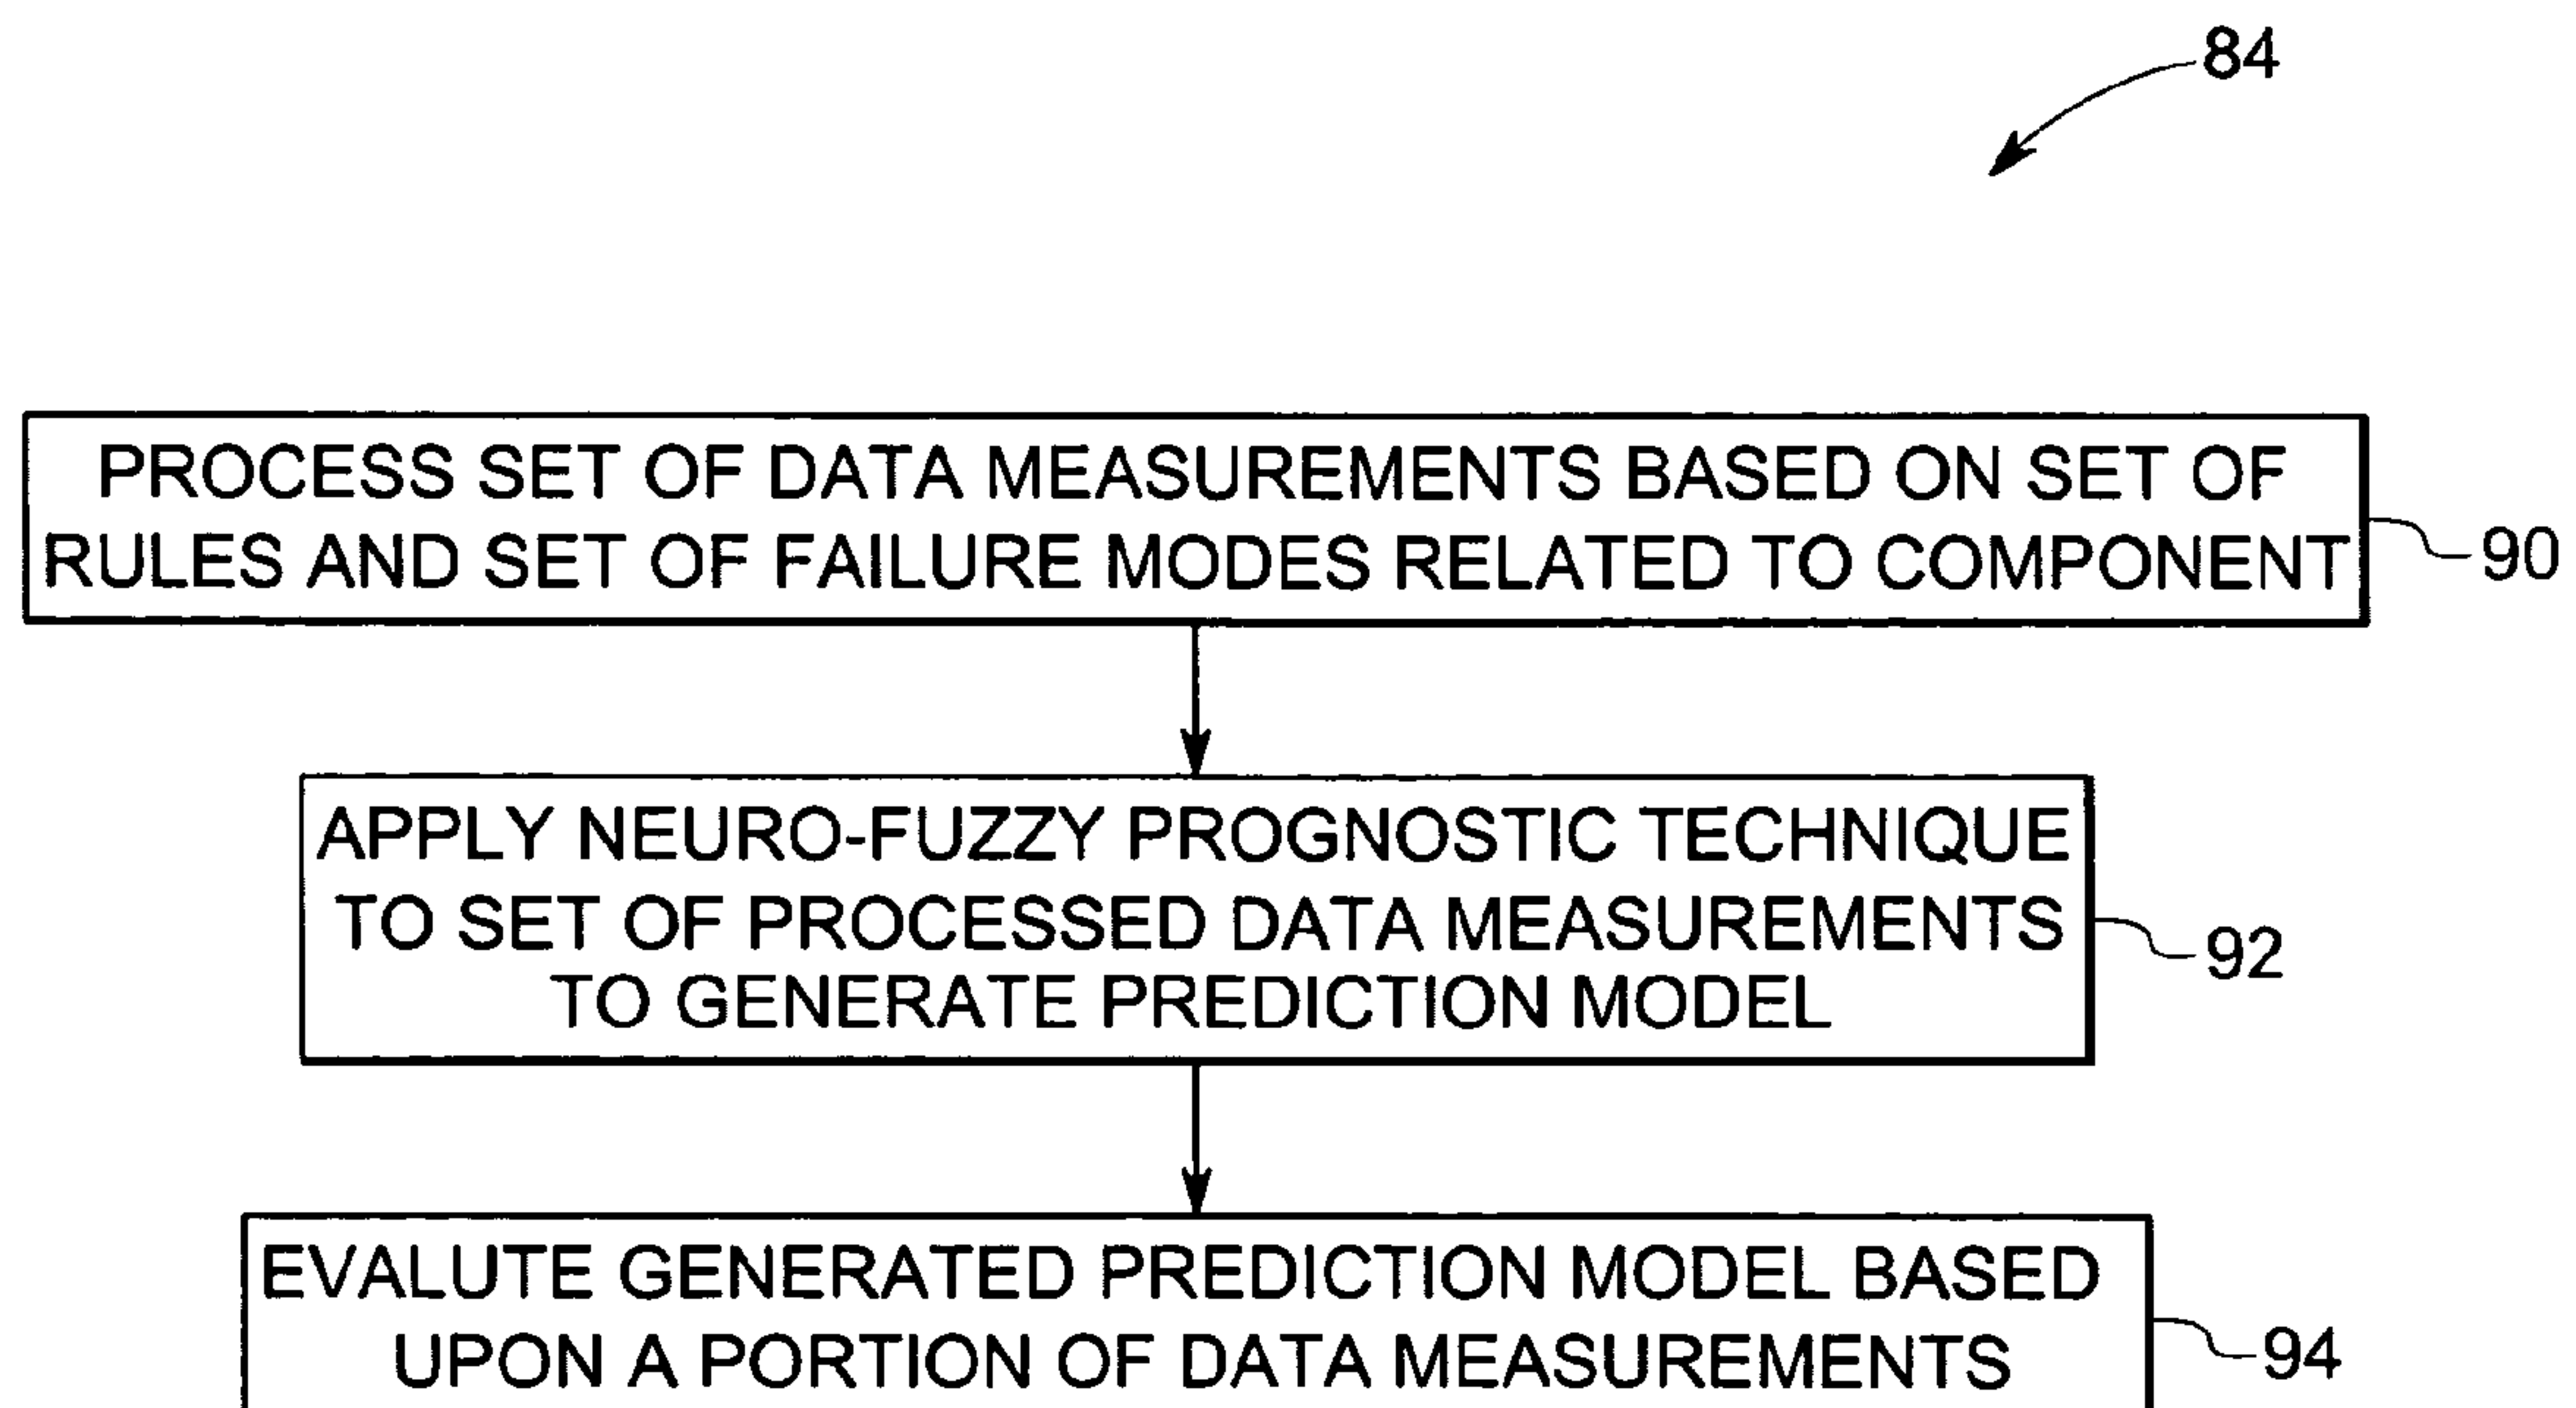 84
PROCESS SET OF DATA MEASUREMENTS BASED ON SET OF
RULES AND SET OF FAILURE MODES RELATED TO COMPONENT
90
APPLY NEURO-FUZZY PROGNOSTIC TECHNIQUE
TO SET OF PROCESSED DATA MEASUREMENTS
TO GENERATE PREDICTION MODEL
92
EVALUTE GENERATED PREDICTION MODEL BASED
UPON A PORTION OF DATA MEASUREMENTS
94